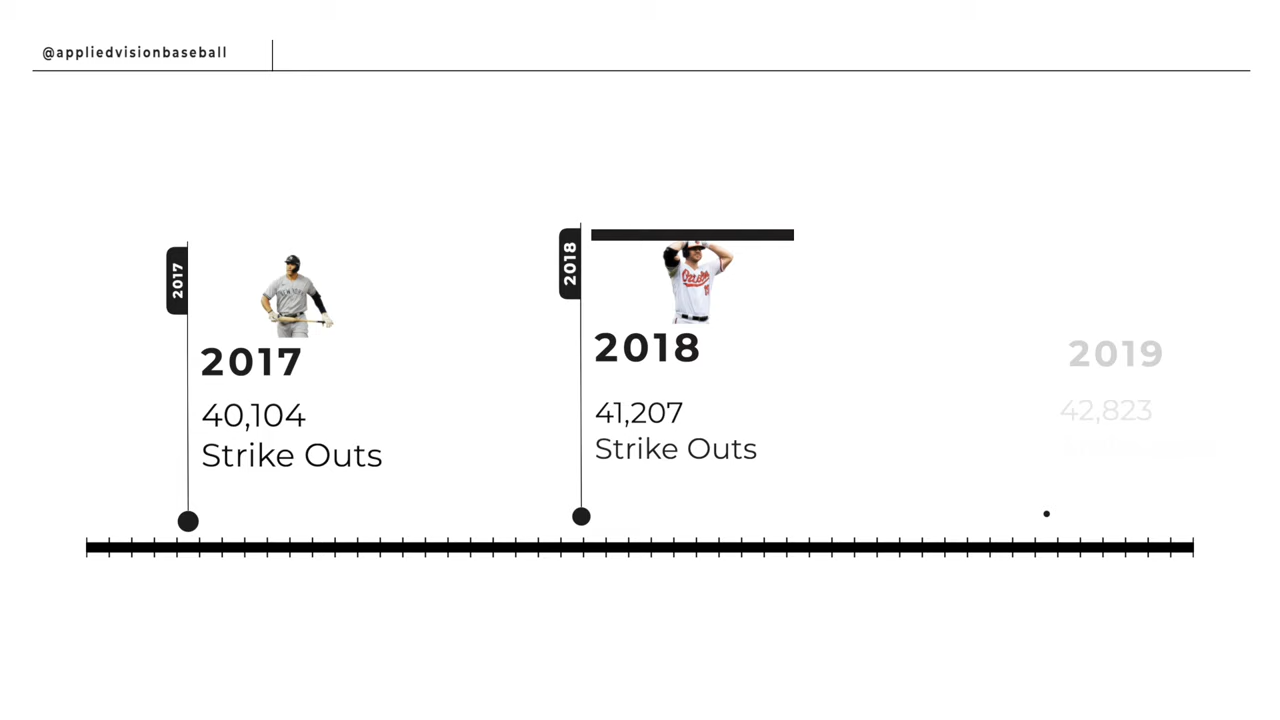 @appliedvisionbaseball
2017
2017
40,104
Strike Outs
2018
2018
41,207
Strike Outs
2019
42,823